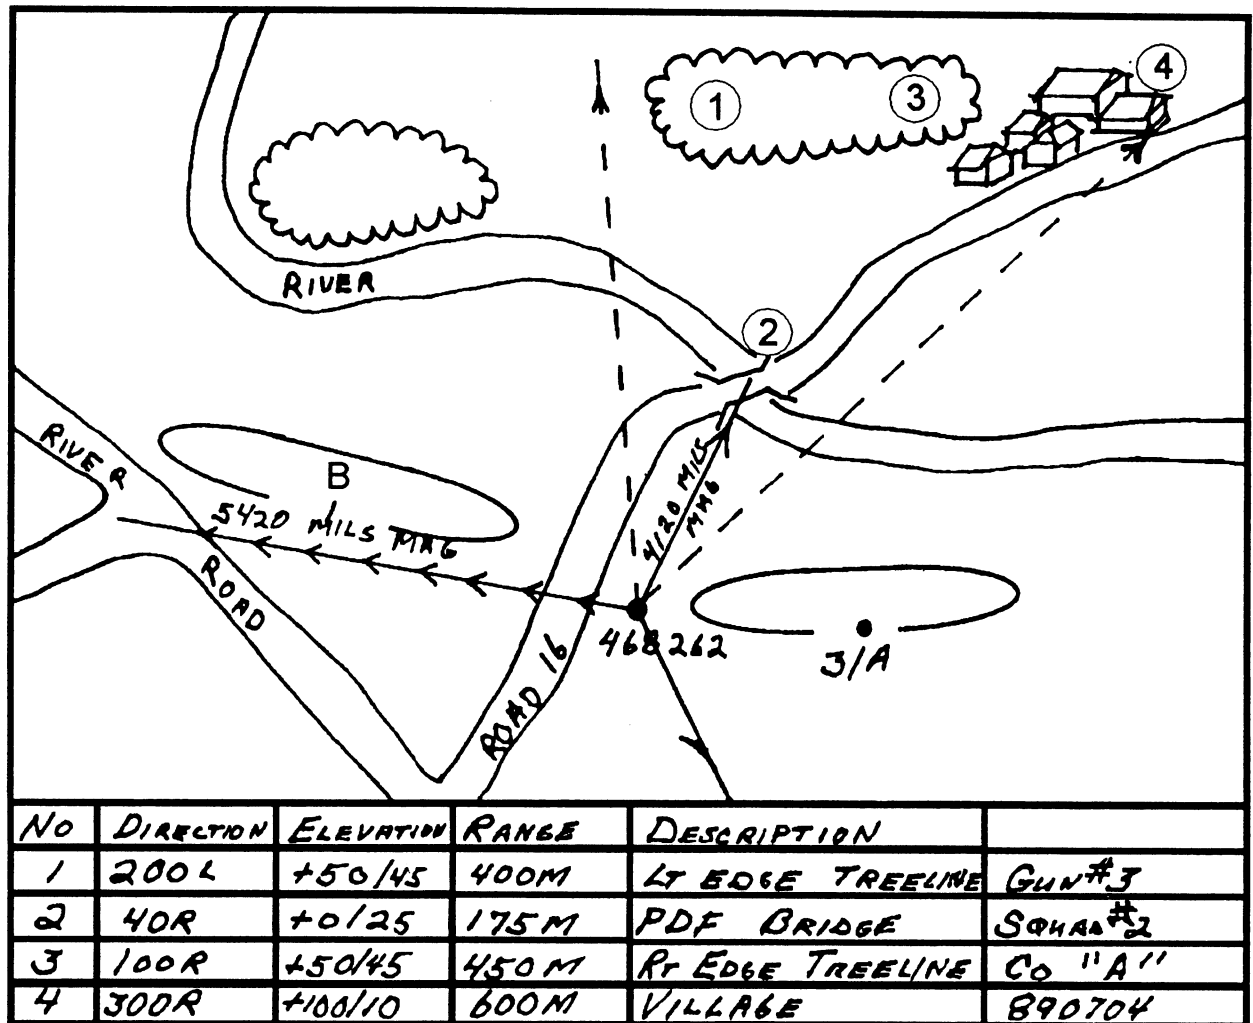 1
3
4
RIVER
2
RIVER
B
5420 MILS MAG
4120 MILS MAG
ROAD
468262
3/A
ROAD 16
NO DIRECTION ELEVATION RANGE DESCRIPTION
1 200L +50/45 400M LT EDGE TREELINE GUN #3
2 40R +0/25 175M PDF BRIDGE SQUAD #2
3 100R +50/45 450M RT EDGE TREELINE CO "A"
4 300R +100/10 600M VILLAGE 890704